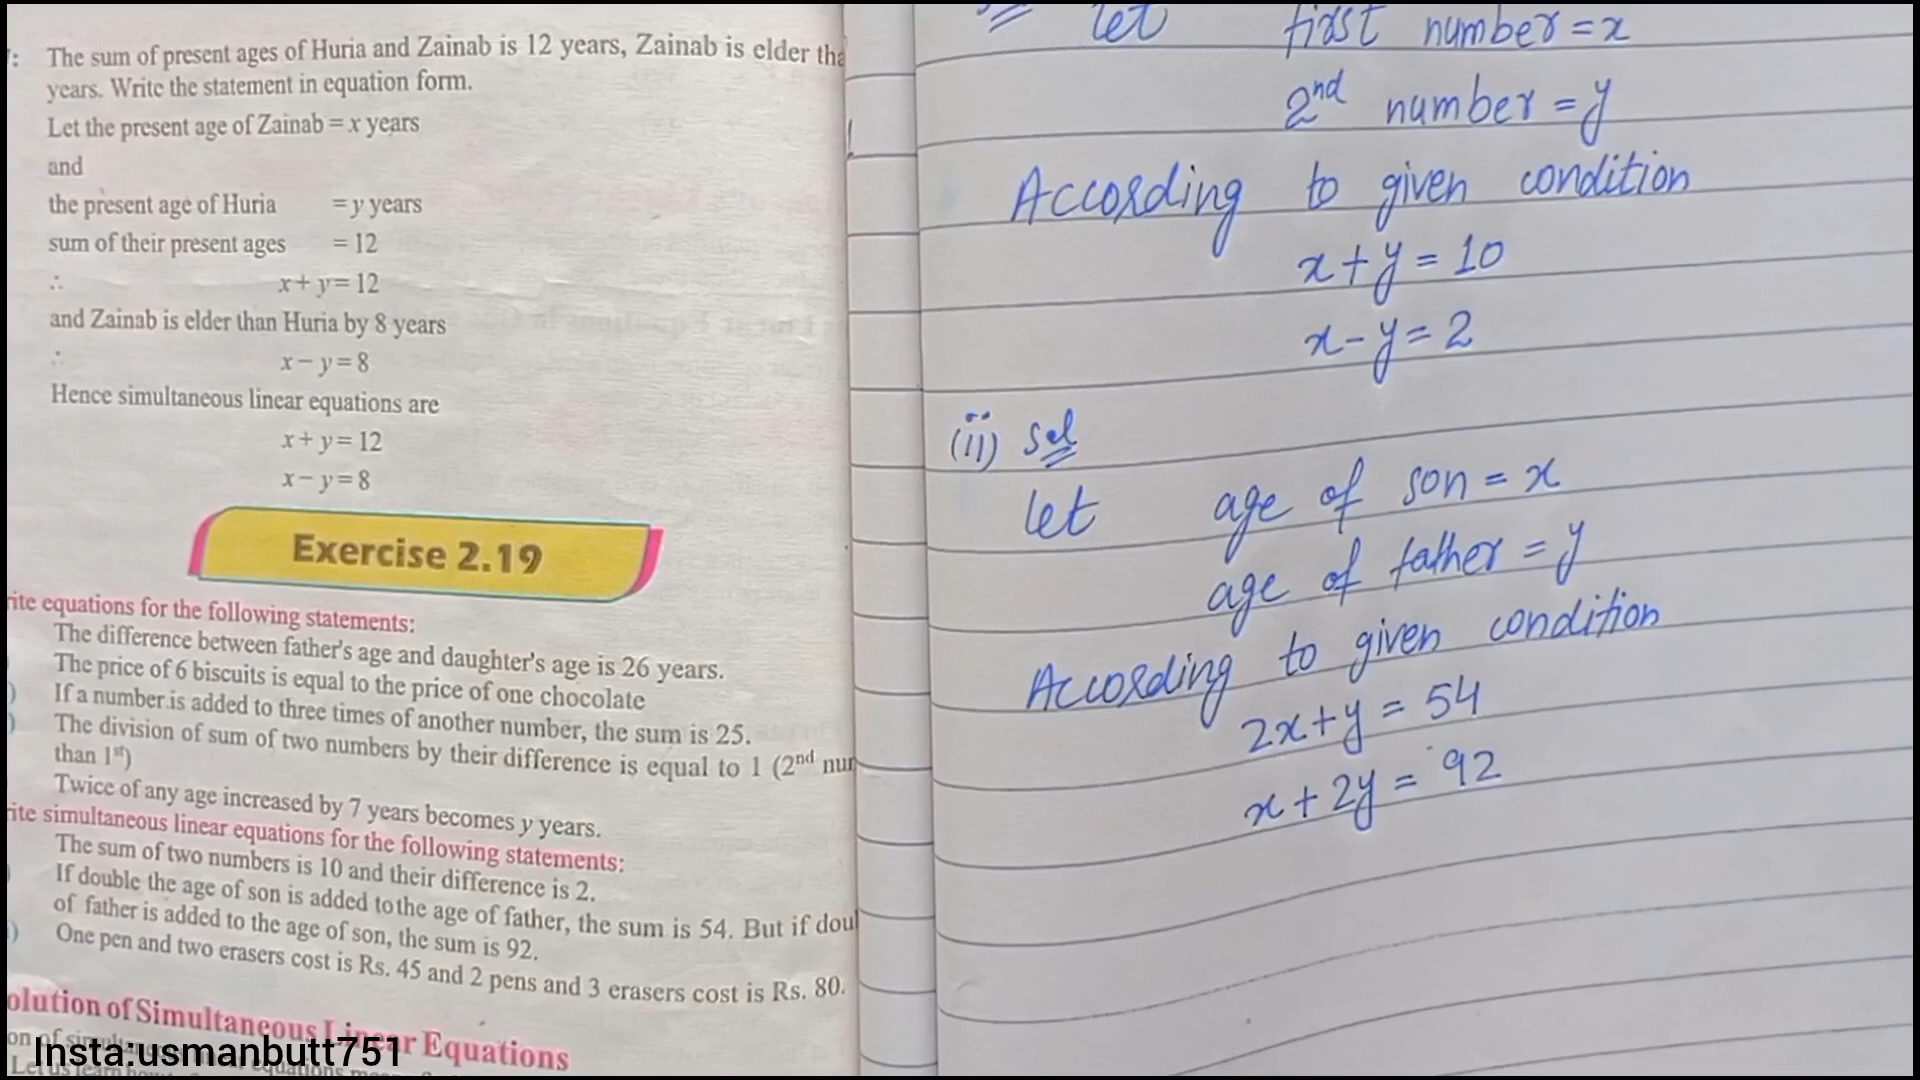 : The sum of present ages of Huria and Zainab is 12 years, Zainab is elder tha
years. Write the statement in equation form.
Let the present age of Zainab = x years
and
the present age of Huria = y years
sum of their present ages = 12
∴ x + y = 12
and Zainab is elder than Huria by 8 years
∴ x − y = 8
Hence simultaneous linear equations are
x + y = 12
x − y = 8
Exercise 2.19
rite equations for the following statements:
The difference between father's age and daughter's age is 26 years.
The price of 6 biscuits is equal to the price of one chocolate
) If a number is added to three times of another number, the sum is 25.
) The division of sum of two numbers by their difference is equal to 1 (2nd nur
than 1st)
Twice of any age increased by 7 years becomes y years.
rite simultaneous linear equations for the following statements:
The sum of two numbers is 10 and their difference is 2.
If double the age of son is added to the age of father, the sum is 54. But if doul
of father is added to the age of son, the sum is 92.
) One pen and two erasers cost is Rs. 45 and 2 pens and 3 erasers cost is Rs. 80.
olution of Simultaneous Linear Equations
Insta:usmanbutt751
let first number = x
2nd number = y
According to given condition
x + y = 10
x - y = 2
(ii) Sol
let age of son = x
age of father = y
According to given condition
2x + y = 54
x + 2y = 92